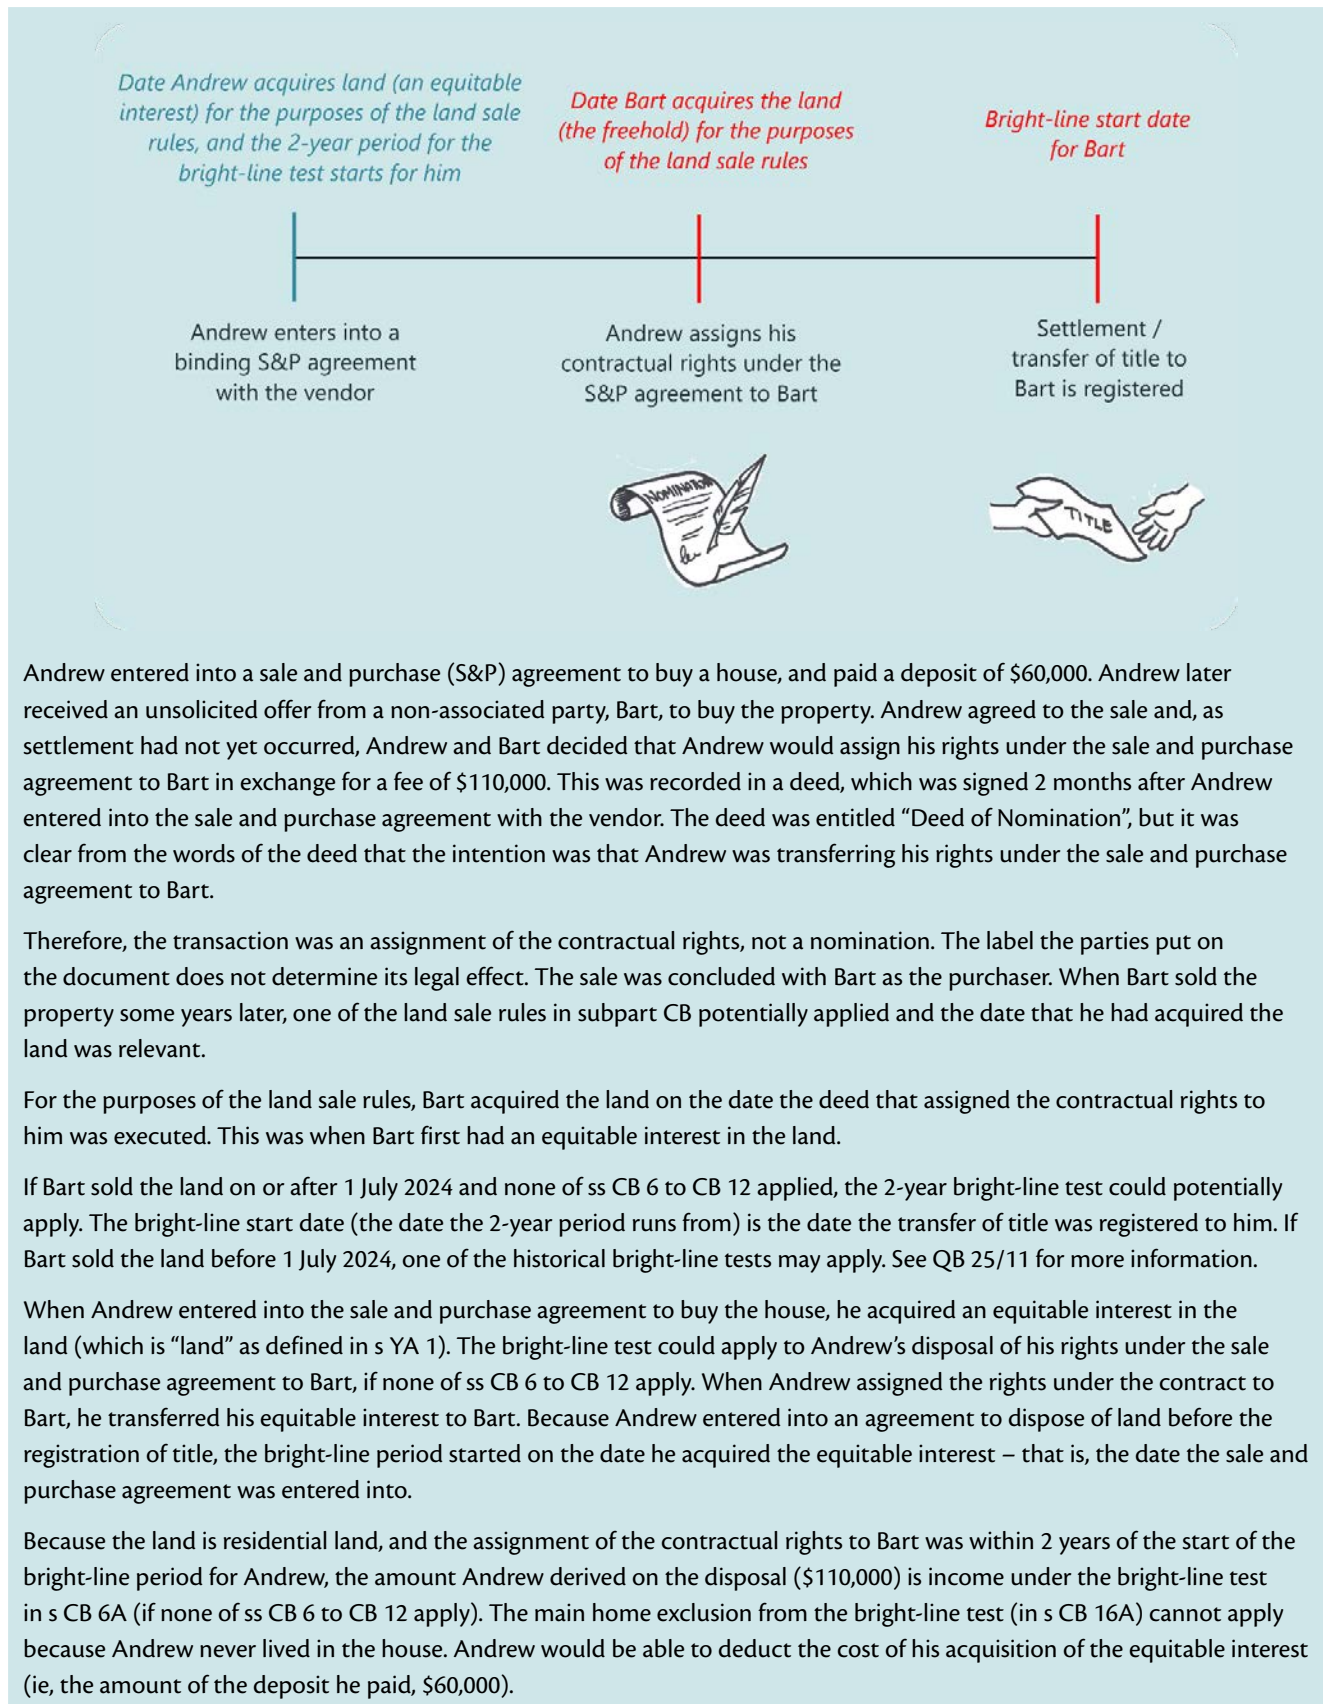 Date Andrew acquires land (an equitable
interest) for the purposes of the land sale
rules, and the 2-year period for the
bright-line test starts for him
Date Bart acquires the land
(the freehold) for the purposes
of the land sale rules
Bright-line start date
for Bart
Andrew enters into a
binding S&P agreement
with the vendor
Andrew assigns his
contractual rights under the
S&P agreement to Bart
Settlement /
transfer of title to
Bart is registered
NOMINATION
TITLE
Andrew entered into a sale and purchase (S&P) agreement to buy a house, and paid a deposit of $60,000. Andrew later
received an unsolicited offer from a non-associated party, Bart, to buy the property. Andrew agreed to the sale and, as
settlement had not yet occurred, Andrew and Bart decided that Andrew would assign his rights under the sale and purchase
agreement to Bart in exchange for a fee of $110,000. This was recorded in a deed, which was signed 2 months after Andrew
entered into the sale and purchase agreement with the vendor. The deed was entitled “Deed of Nomination”, but it was
clear from the words of the deed that the intention was that Andrew was transferring his rights under the sale and purchase
agreement to Bart.
Therefore, the transaction was an assignment of the contractual rights, not a nomination. The label the parties put on
the document does not determine its legal effect. The sale was concluded with Bart as the purchaser. When Bart sold the
property some years later, one of the land sale rules in subpart CB potentially applied and the date that he had acquired the
land was relevant.
For the purposes of the land sale rules, Bart acquired the land on the date the deed that assigned the contractual rights to
him was executed. This was when Bart first had an equitable interest in the land.
If Bart sold the land on or after 1 July 2024 and none of ss CB 6 to CB 12 applied, the 2-year bright-line test could potentially
apply. The bright-line start date (the date the 2-year period runs from) is the date the transfer of title was registered to him. If
Bart sold the land before 1 July 2024, one of the historical bright-line tests may apply. See QB 25/11 for more information.
When Andrew entered into the sale and purchase agreement to buy the house, he acquired an equitable interest in the
land (which is “land” as defined in s YA 1). The bright-line test could apply to Andrew’s disposal of his rights under the sale
and purchase agreement to Bart, if none of ss CB 6 to CB 12 apply. When Andrew assigned the rights under the contract to
Bart, he transferred his equitable interest to Bart. Because Andrew entered into an agreement to dispose of land before the
registration of title, the bright-line period started on the date he acquired the equitable interest – that is, the date the sale and
purchase agreement was entered into.
Because the land is residential land, and the assignment of the contractual rights to Bart was within 2 years of the start of the
bright-line period for Andrew, the amount Andrew derived on the disposal ($110,000) is income under the bright-line test
in s CB 6A (if none of ss CB 6 to CB 12 apply). The main home exclusion from the bright-line test (in s CB 16A) cannot apply
because Andrew never lived in the house. Andrew would be able to deduct the cost of his acquisition of the equitable interest
(ie, the amount of the deposit he paid, $60,000).